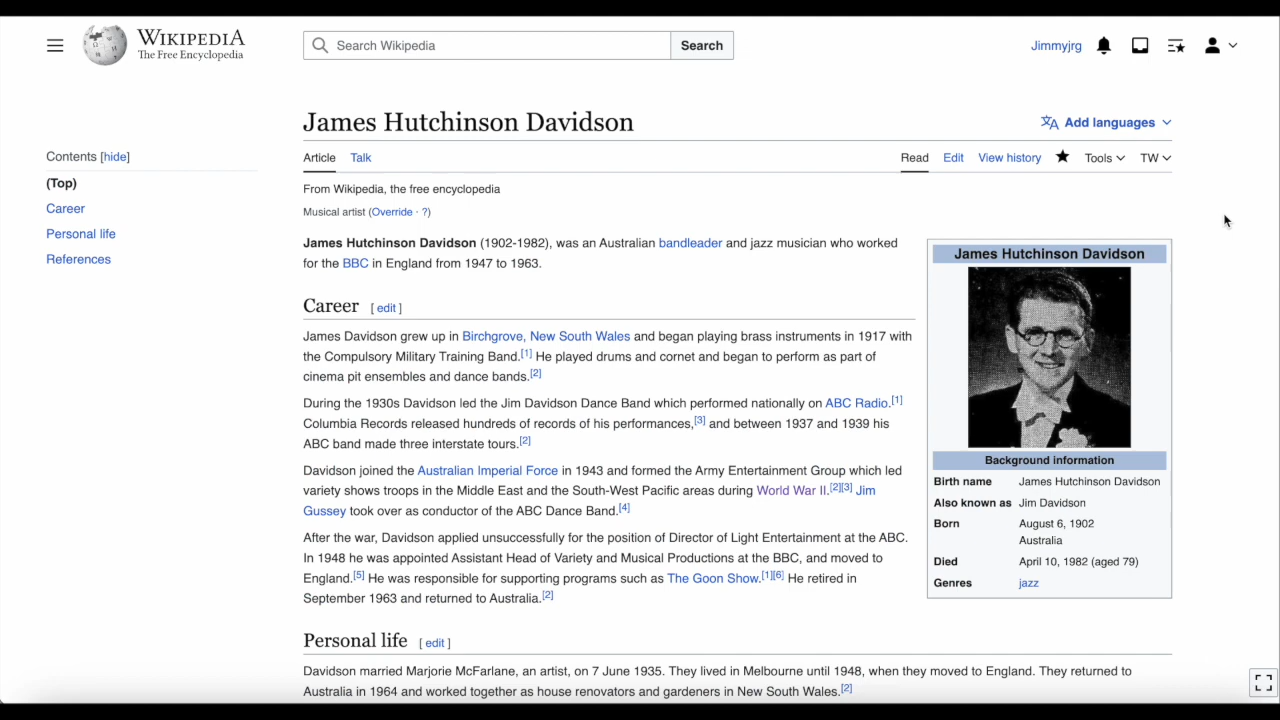 WIKIPEDIA
The Free Encyclopedia
Search Wikipedia
Search
Jimmyjrg
James Hutchinson Davidson
Add languages
Contents [hide]
(Top)
Career
Personal life
References
Article Talk
Read Edit View history Tools TW
From Wikipedia, the free encyclopedia
Musical artist (Override · ?)
James Hutchinson Davidson (1902-1982), was an Australian bandleader and jazz musician who worked
for the BBC in England from 1947 to 1963.
Career [ edit ]
James Davidson grew up in Birchgrove, New South Wales and began playing brass instruments in 1917 with
the Compulsory Military Training Band.[1] He played drums and cornet and began to perform as part of
cinema pit ensembles and dance bands.[2]
During the 1930s Davidson led the Jim Davidson Dance Band which performed nationally on ABC Radio.[1]
Columbia Records released hundreds of records of his performances,[3] and between 1937 and 1939 his
ABC band made three interstate tours.[2]
Davidson joined the Australian Imperial Force in 1943 and formed the Army Entertainment Group which led
variety shows troops in the Middle East and the South-West Pacific areas during World War II.[2][3] Jim
Gussey took over as conductor of the ABC Dance Band.[4]
After the war, Davidson applied unsuccessfully for the position of Director of Light Entertainment at the ABC.
In 1948 he was appointed Assistant Head of Variety and Musical Productions at the BBC, and moved to
England.[5] He was responsible for supporting programs such as The Goon Show.[1][6] He retired in
September 1963 and returned to Australia.[2]
James Hutchinson Davidson
Background information
Birth name James Hutchinson Davidson
Also known as Jim Davidson
Born August 6, 1902
Australia
Died April 10, 1982 (aged 79)
Genres jazz
Personal life [ edit ]
Davidson married Marjorie McFarlane, an artist, on 7 June 1935. They lived in Melbourne until 1948, when they moved to England. They returned to
Australia in 1964 and worked together as house renovators and gardeners in New South Wales.[2]